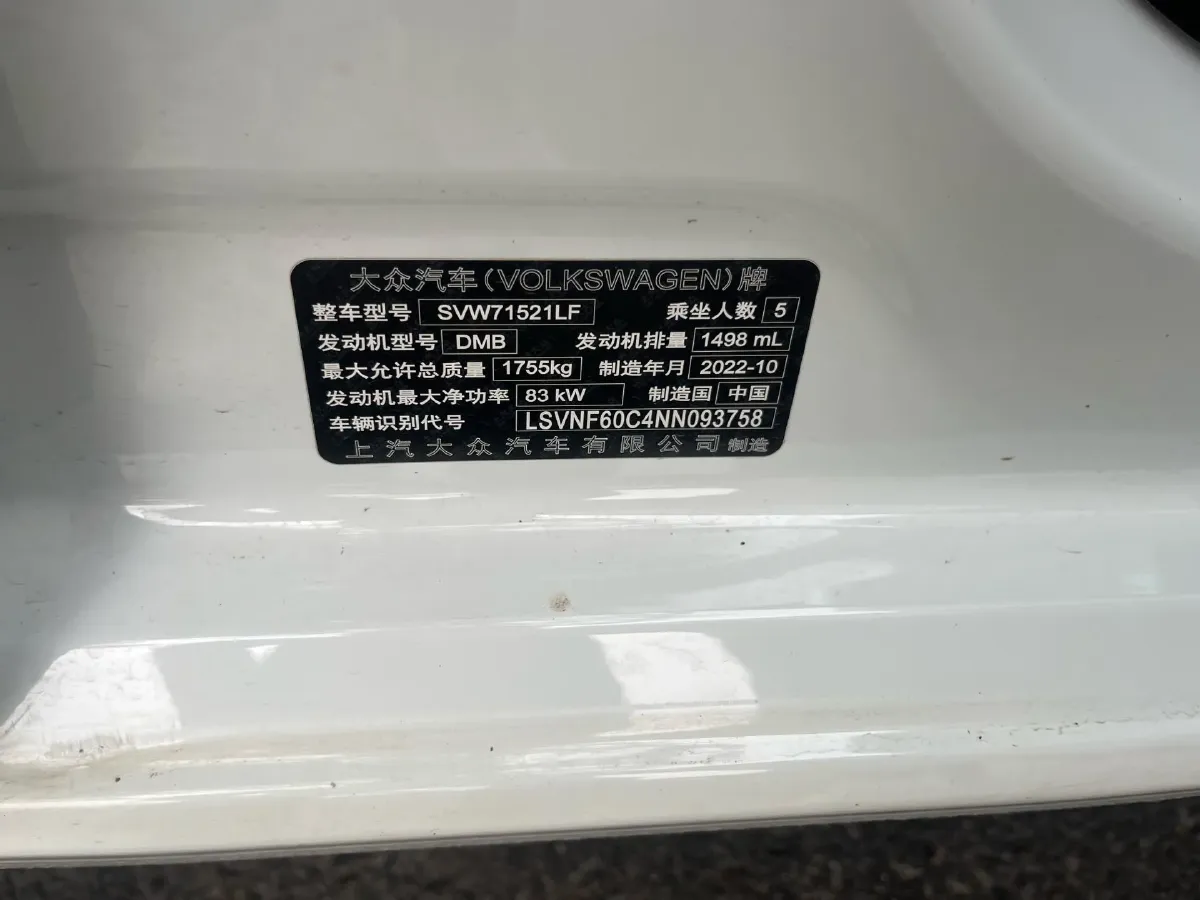 大众汽车(VOLKSWAGEN)牌
整车型号 SVW71521LF 乘坐人数 5
发动机型号 DMB 发动机排量 1498 mL
最大允许总质量 1755kg 制造年月 2022-10
发动机最大净功率 83 kW 制造国 中国
车辆识别代号 LSVNF60C4NN093758
上汽大众汽车有限公司 制造